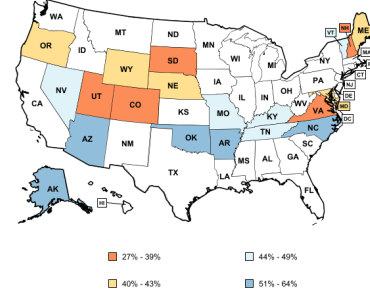 WA
MT
ND
MN
ME
VT
NH
OR
ID
SD
WI
MI
NY
MA
WY
IA
PA
CT
NJ
NE
NV
UT
CO
IL
IN
OH
DE
MD
CA
KS
MO
WV
VA
KY
DC
AZ
NM
OK
AR
TN
NC
SC
TX
LA
MS
AL
GA
FL
AK
HI
27% - 39%
44% - 49%
40% - 43%
51% - 64%